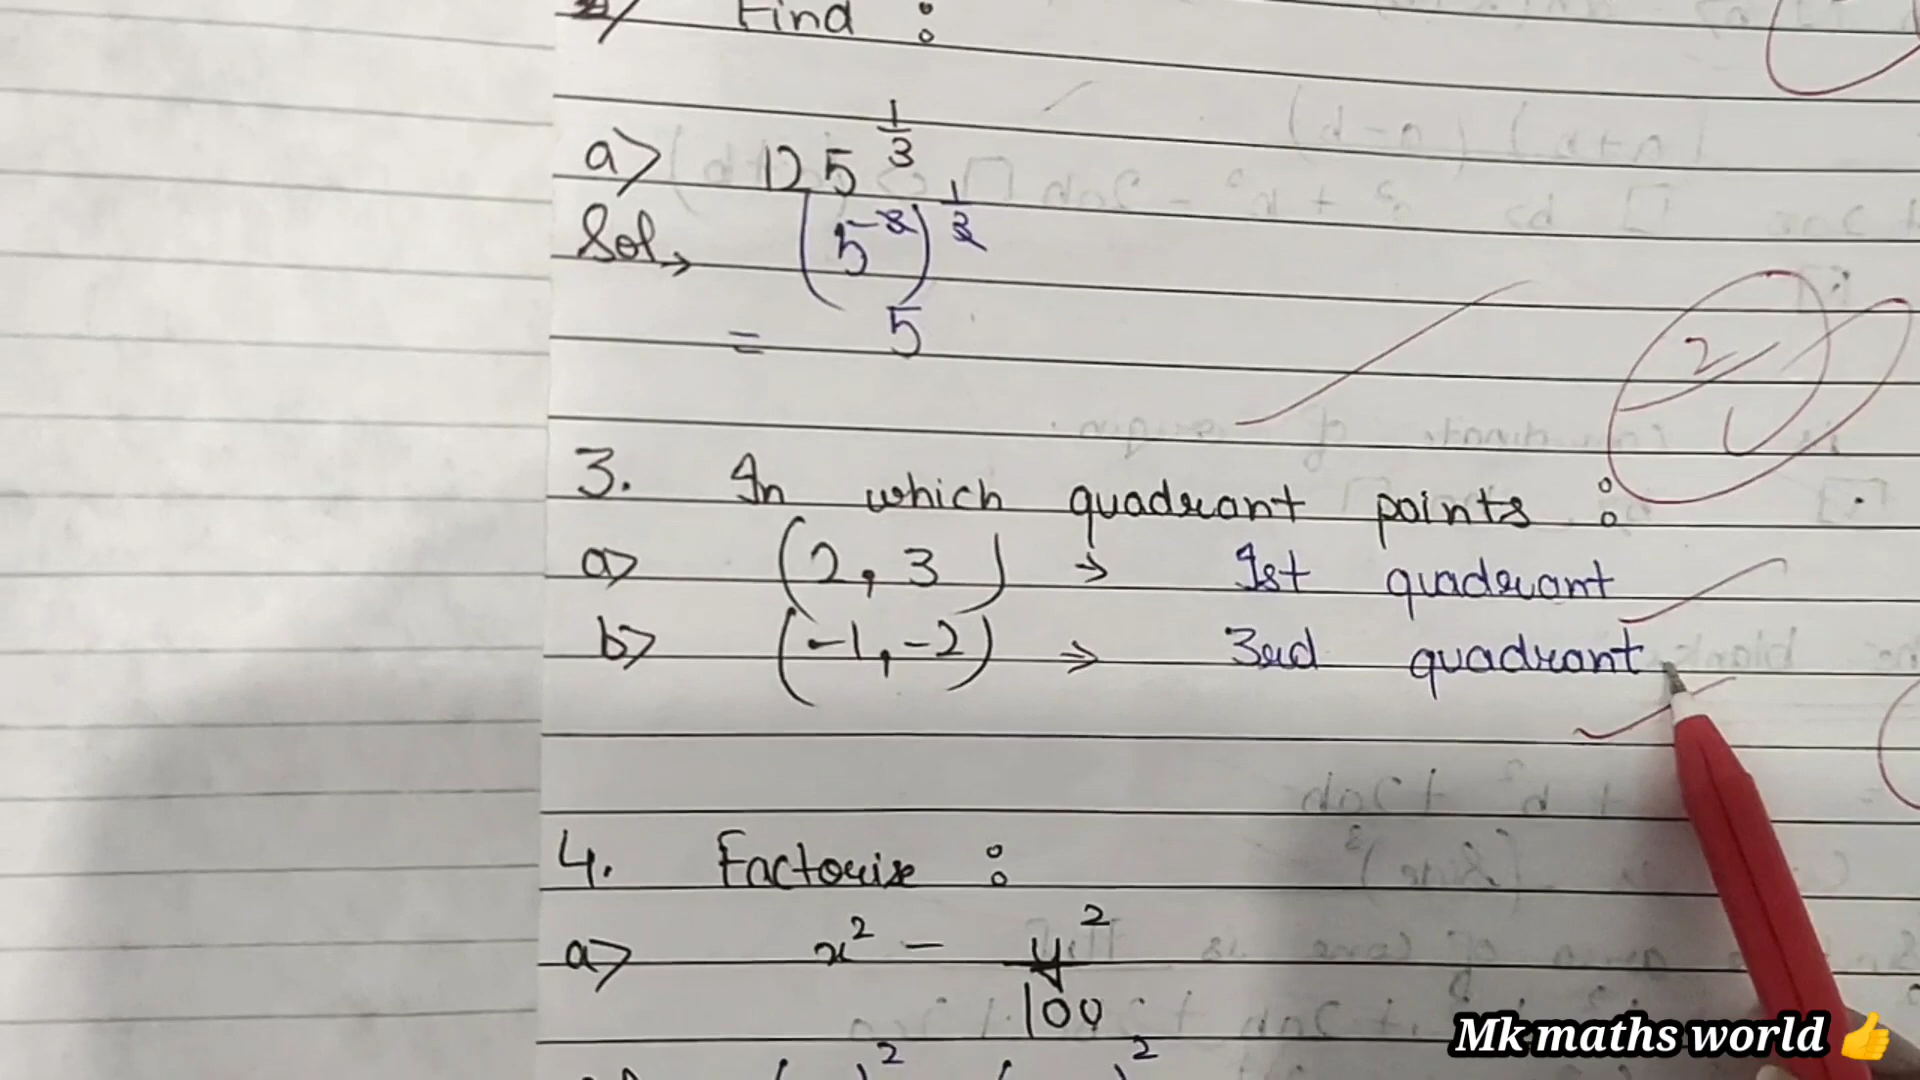 Find :
a> 125^{1/3}
Sol → (5^{3})^{1/3}
= 5
2
3. In which quadrant points :
a> (2, 3) → 1st quadrant
b> (-1, -2) ⇒ 3rd quadrant
4. Factorise :
a> x² - y²/100
Mk maths world 👍